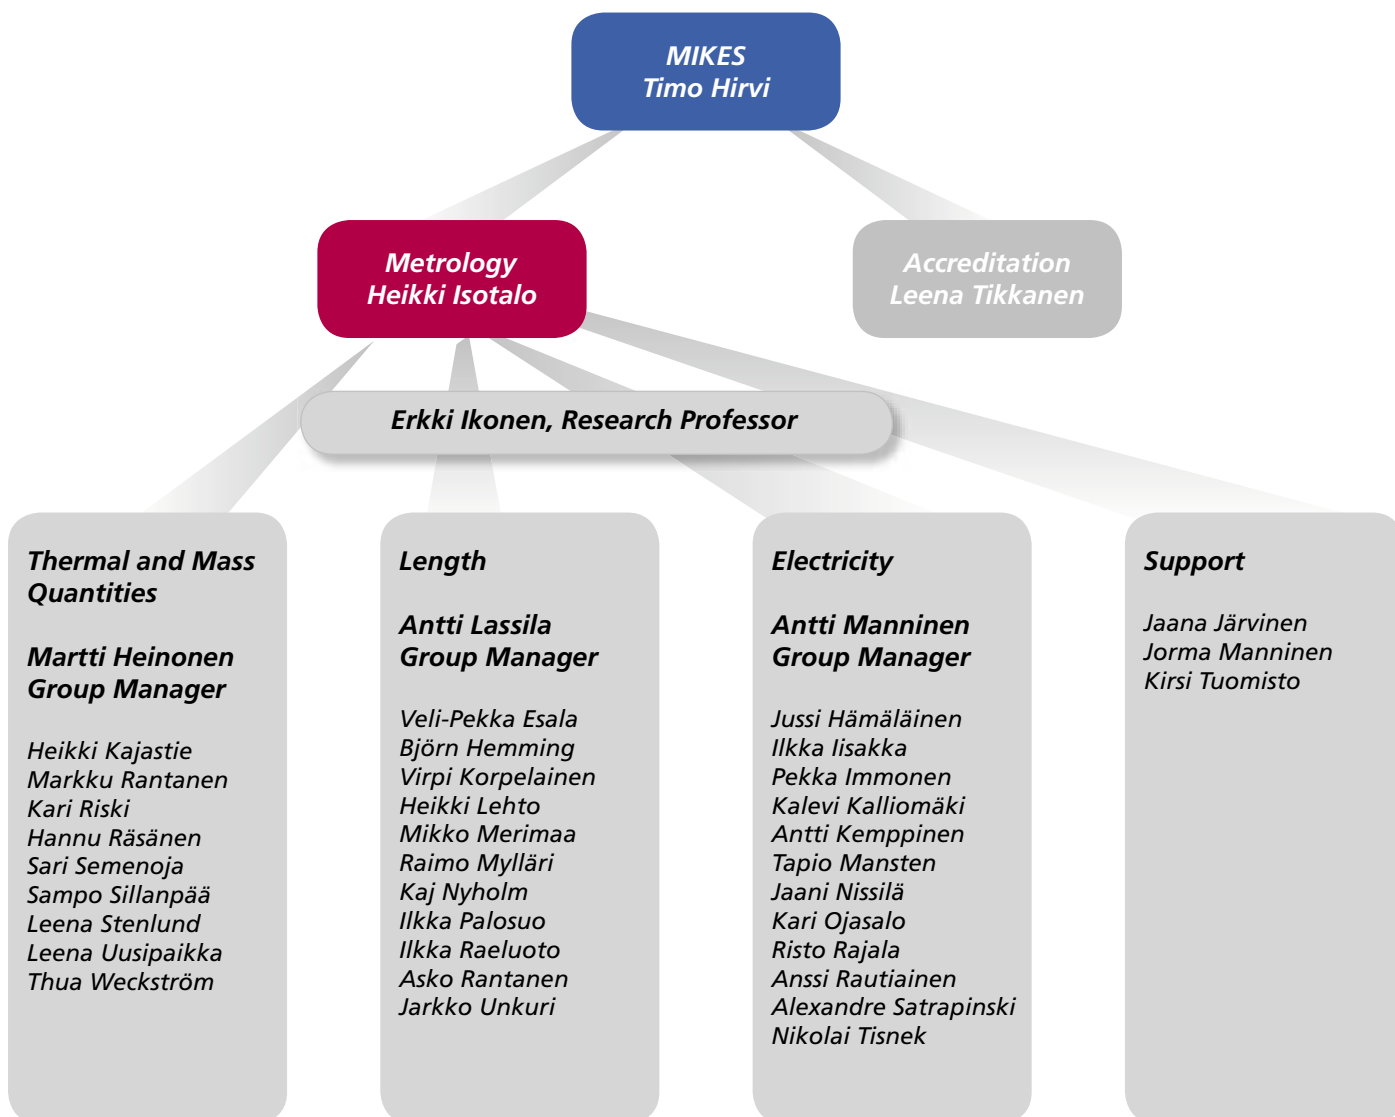 MIKES
Timo Hirvi
Metrology
Heikki Isotalo
Accreditation
Leena Tikkanen
Erkki Ikonen, Research Professor
Thermal and Mass
Quantities
Martti Heinonen
Group Manager
Heikki Kajastie
Markku Rantanen
Kari Riski
Hannu Räsänen
Sari Semenoja
Sampo Sillanpää
Leena Stenlund
Leena Uusipaikka
Thua Weckström
Length
Antti Lassila
Group Manager
Veli-Pekka Esala
Björn Hemming
Virpi Korpelainen
Heikki Lehto
Mikko Merimaa
Raimo Mylläri
Kaj Nyholm
Ilkka Palosuo
Ilkka Raeluoto
Asko Rantanen
Jarkko Unkuri
Electricity
Antti Manninen
Group Manager
Jussi Hämäläinen
Ilkka Iisakka
Pekka Immonen
Kalevi Kalliomäki
Antti Kemppinen
Tapio Mansten
Jaani Nissilä
Kari Ojasalo
Risto Rajala
Anssi Rautiainen
Alexandre Satrapinski
Nikolai Tisnek
Support
Jaana Järvinen
Jorma Manninen
Kirsi Tuomisto